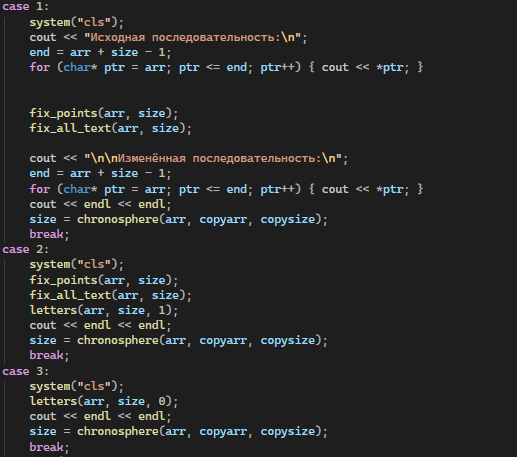 case 1:
    system("cls");
    cout << "Исходная последовательность:\n";
    end = arr + size - 1;
    for (char* ptr = arr; ptr <= end; ptr++) { cout << *ptr; }
    fix_points(arr, size);
    fix_all_text(arr, size);
    cout << "\n\nИзменённая последовательность:\n";
    end = arr + size - 1;
    for (char* ptr = arr; ptr <= end; ptr++) { cout << *ptr; }
    cout << endl << endl;
    size = chronosphere(arr, copyarr, copysize);
    break;
case 2:
    system("cls");
    fix_points(arr, size);
    fix_all_text(arr, size);
    letters(arr, size, 1);
    cout << endl << endl;
    size = chronosphere(arr, copyarr, copysize);
    break;
case 3:
    system("cls");
    letters(arr, size, 0);
    cout << endl << endl;
    size = chronosphere(arr, copyarr, copysize);
    break;